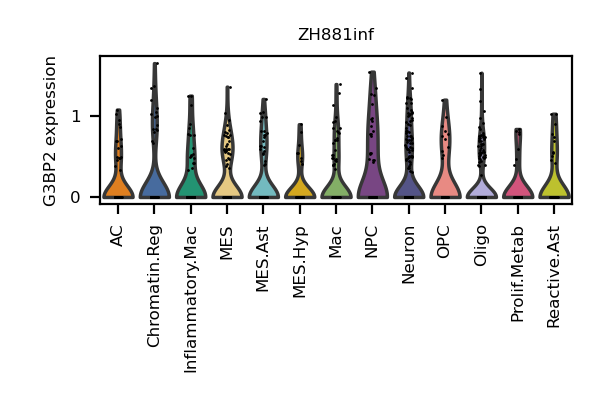 ZH881inf
G3BP2 expression
1
0
AC
Chromatin.Reg
Inflammatory.Mac
MES
MES.Ast
MES.Hyp
Mac
NPC
Neuron
OPC
Oligo
Prolif.Metab
Reactive.Ast